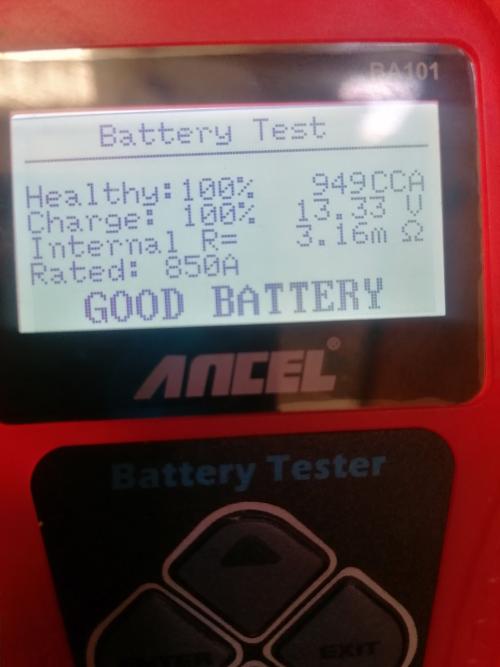 BA101
Battery Test
Healthy:100% 949CCA
Charge: 100% 13.33 V
Internal R= 3.16m Ω
Rated: 850A
GOOD BATTERY
ANCEL®
Battery Tester
ENTER EXIT